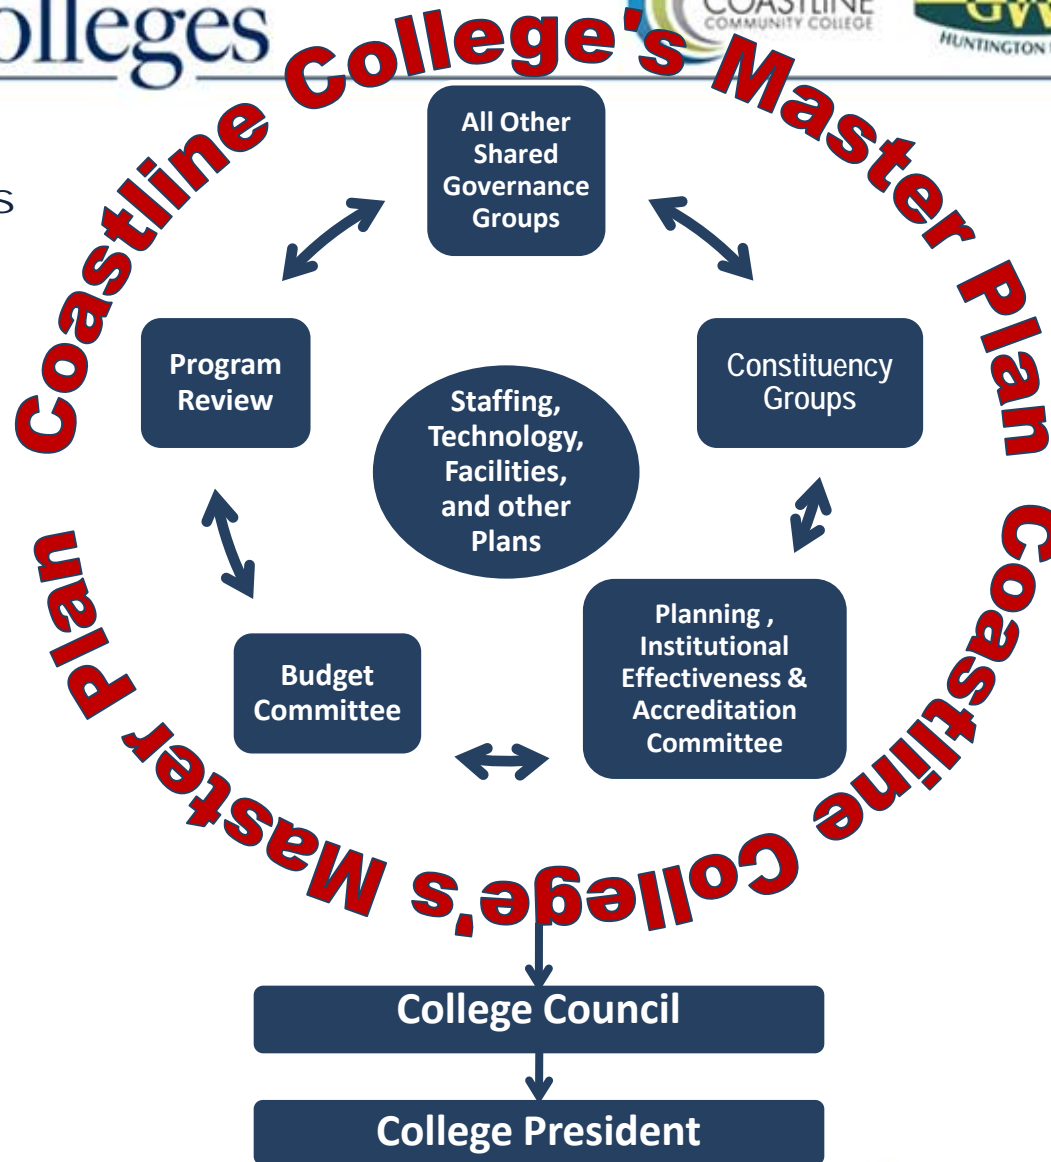 olleges
COASTLINE
COMMUNITY COLLEGE
GW
HUNTINGTON
s
Coastline College's Master Plan Coastline College's Master Plan
All Other
Shared
Governance
Groups
Program
Review
Constituency
Groups
Staffing,
Technology,
Facilities,
and other
Plans
Budget
Committee
Planning ,
Institutional
Effectiveness &
Accreditation
Committee
College Council
College President